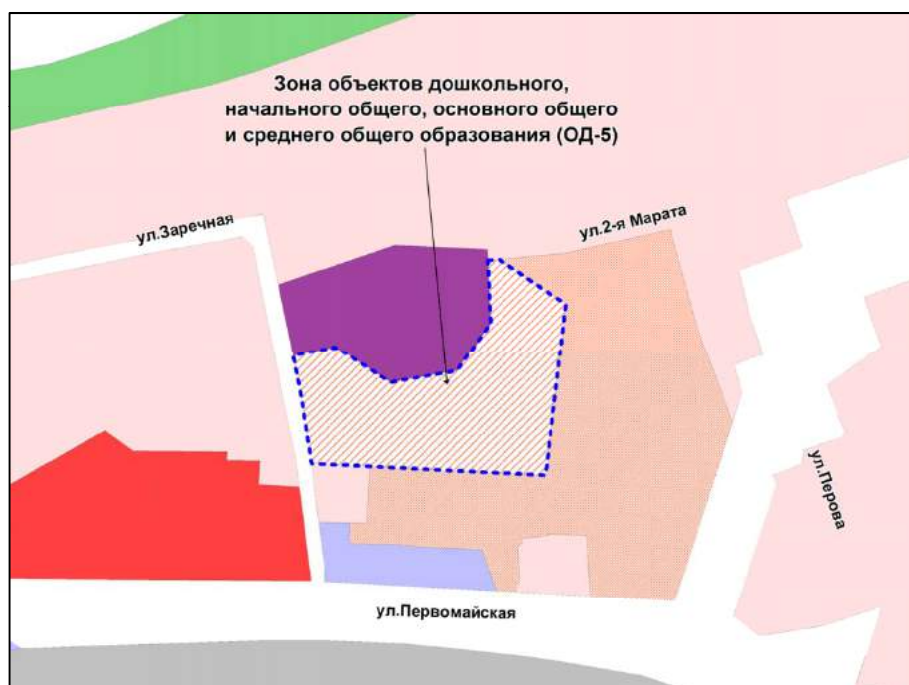 Зона объектов дошкольного,
начального общего, основного общего
и среднего общего образования (ОД-5)
ул.Заречная
ул.2-я Марата
ул.Перова
ул.Первомайская